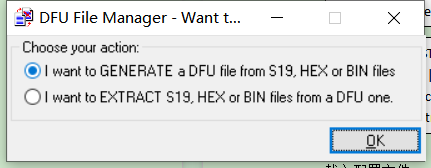 DFU File Manager - Want t...
Choose your action:
I want to GENERATE a DFU file from S19, HEX or BIN files
I want to EXTRACT S19, HEX or BIN files from a DFU one.
OK